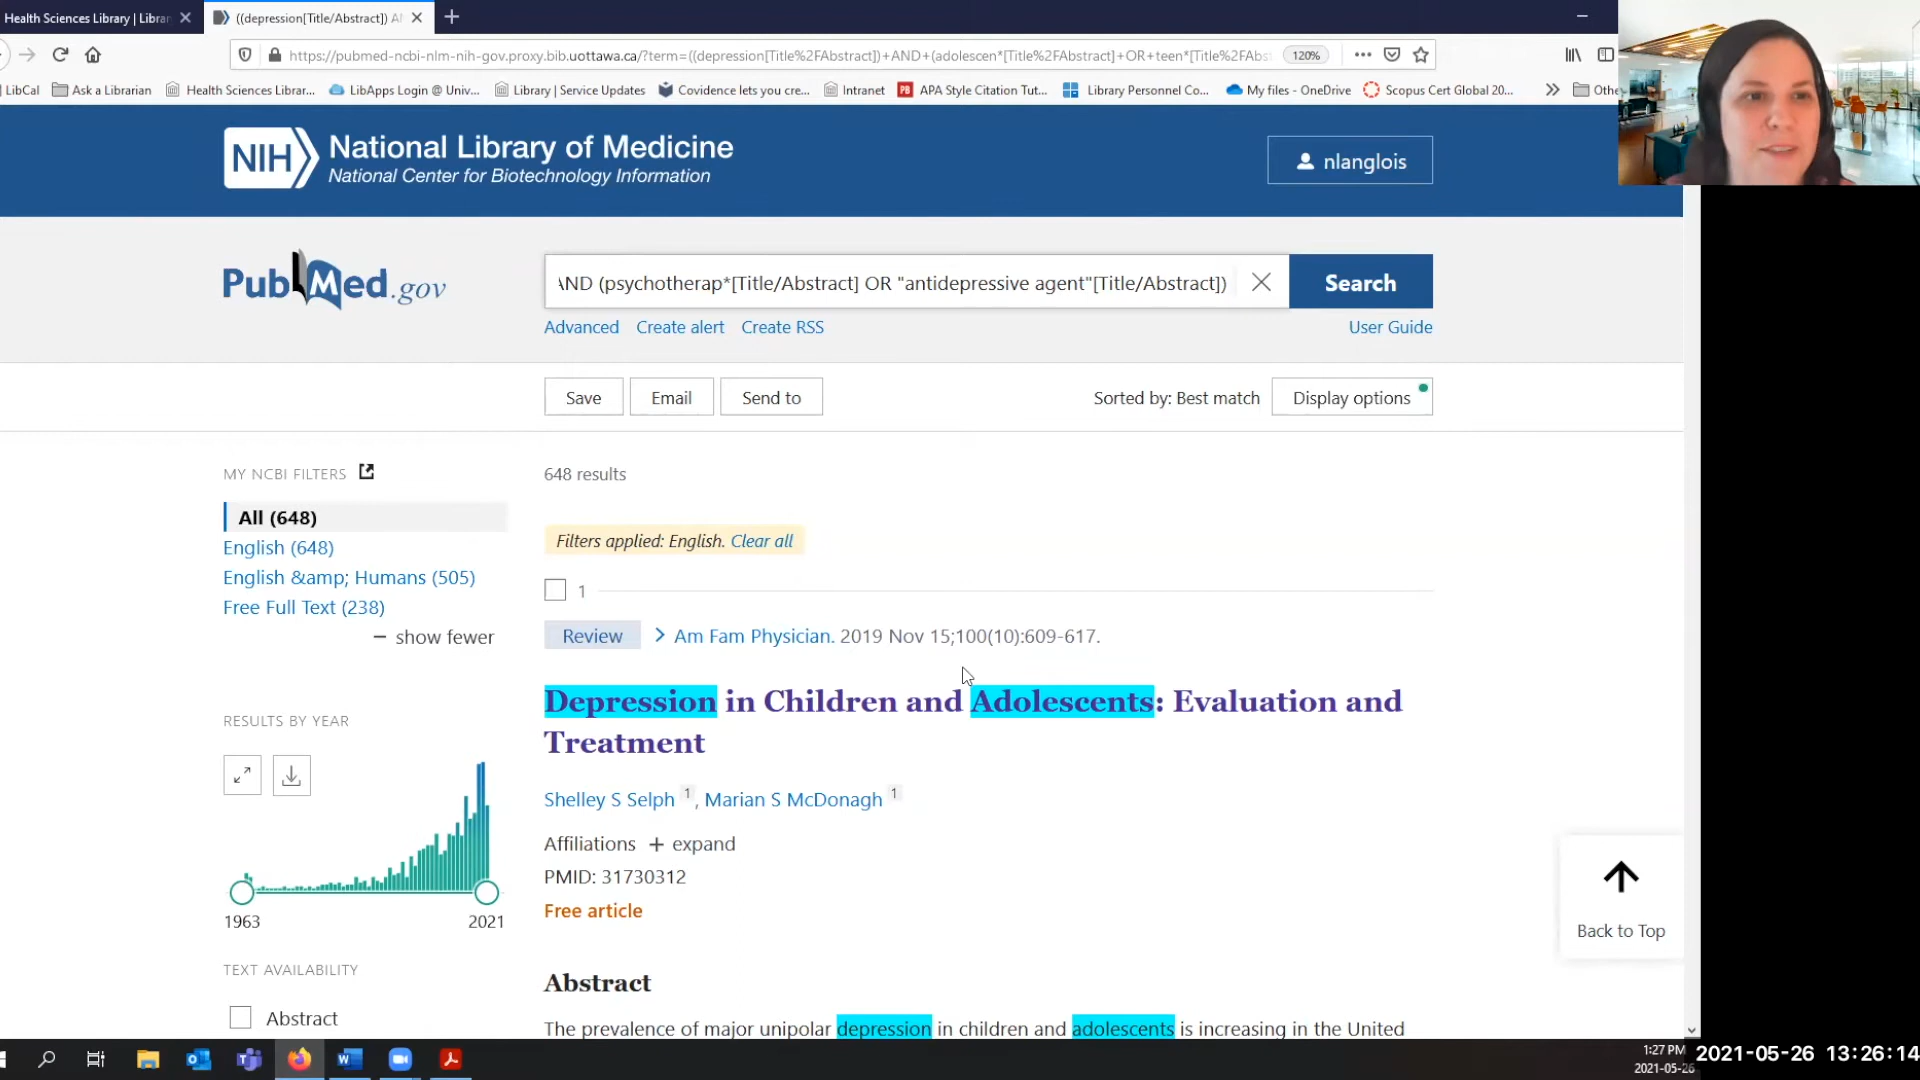 Health Sciences Library | Librar
((depression[Title/Abstract]) A
https://pubmed-ncbi-nlm-nih-gov.proxy.bib.uottawa.ca/?term=((depression[Title%2FAbstract])+AND+(adolescen*[Title%2FAbstract]+OR+teen*[Title%2FAbst
120%
LibCal
Ask a Librarian
Health Sciences Librar...
LibApps Login @ Univ...
Library | Service Updates
Covidence lets you cre...
Intranet
PB
APA Style Citation Tut...
Library Personnel Co...
My files - OneDrive
Scopus Cert Global 20...
Othe
NIH
National Library of Medicine
National Center for Biotechnology Information
nlanglois
PubMed.gov
AND (psychotherap*[Title/Abstract] OR "antidepressive agent"[Title/Abstract])
Search
Advanced
Create alert
Create RSS
User Guide
Save
Email
Send to
Sorted by: Best match
Display options
MY NCBI FILTERS
All (648)
English (648)
English &amp; Humans (505)
Free Full Text (238)
show fewer
RESULTS BY YEAR
1963
2021
TEXT AVAILABILITY
Abstract
648 results
Filters applied: English. Clear all
1
Review
Am Fam Physician. 2019 Nov 15;100(10):609-617.
Depression in Children and Adolescents: Evaluation and
Treatment
Shelley S Selph 1, Marian S McDonagh 1
Affiliations + expand
PMID: 31730312
Free article
Abstract
The prevalence of major unipolar depression in children and adolescents is increasing in the United
Back to Top
1:27 PM
2021-05-26
2021-05-26 13:26:14